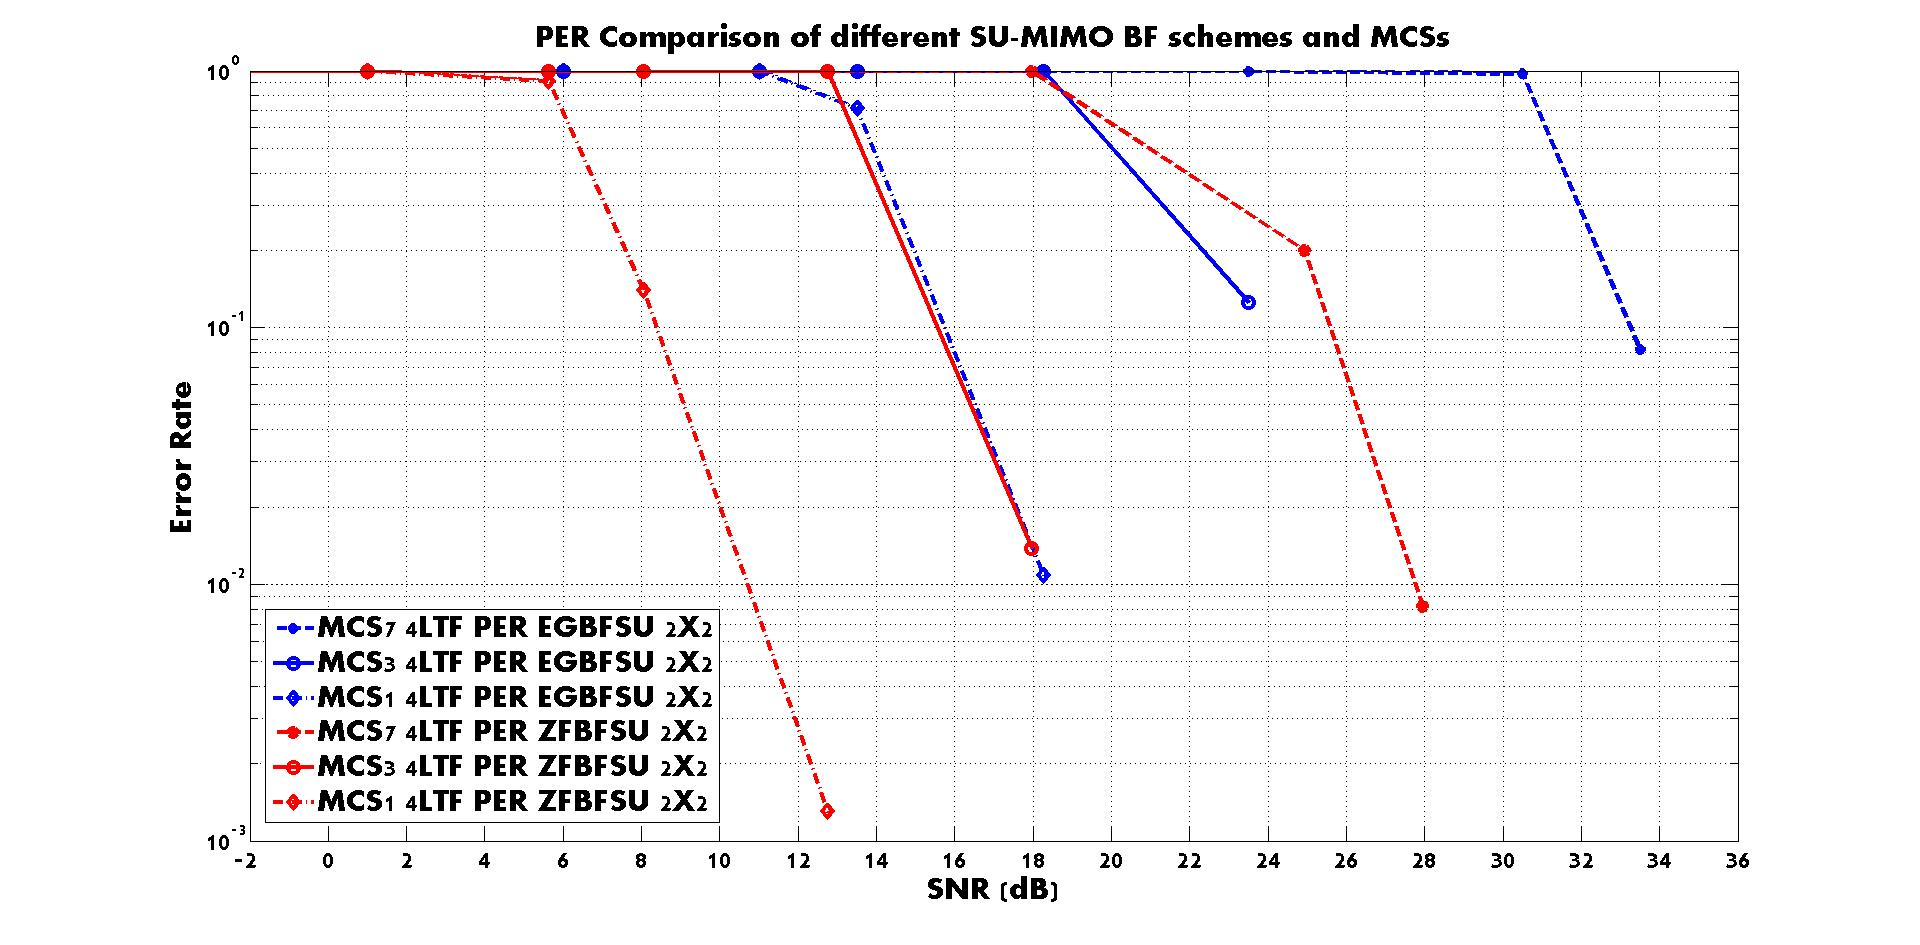 PER Comparison of different SU-MIMO BF schemes and MCSs
10^0
10^-1
10^-2
10^-3
Error Rate
MCS7 4LTF PER EGBFSU 2X2
MCS3 4LTF PER EGBFSU 2X2
MCS1 4LTF PER EGBFSU 2X2
MCS7 4LTF PER ZFBFSU 2X2
MCS3 4LTF PER ZFBFSU 2X2
MCS1 4LTF PER ZFBFSU 2X2
-2 0 2 4 6 8 10 12 14 16 18 20 22 24 26 28 30 32 34 36
SNR (dB)